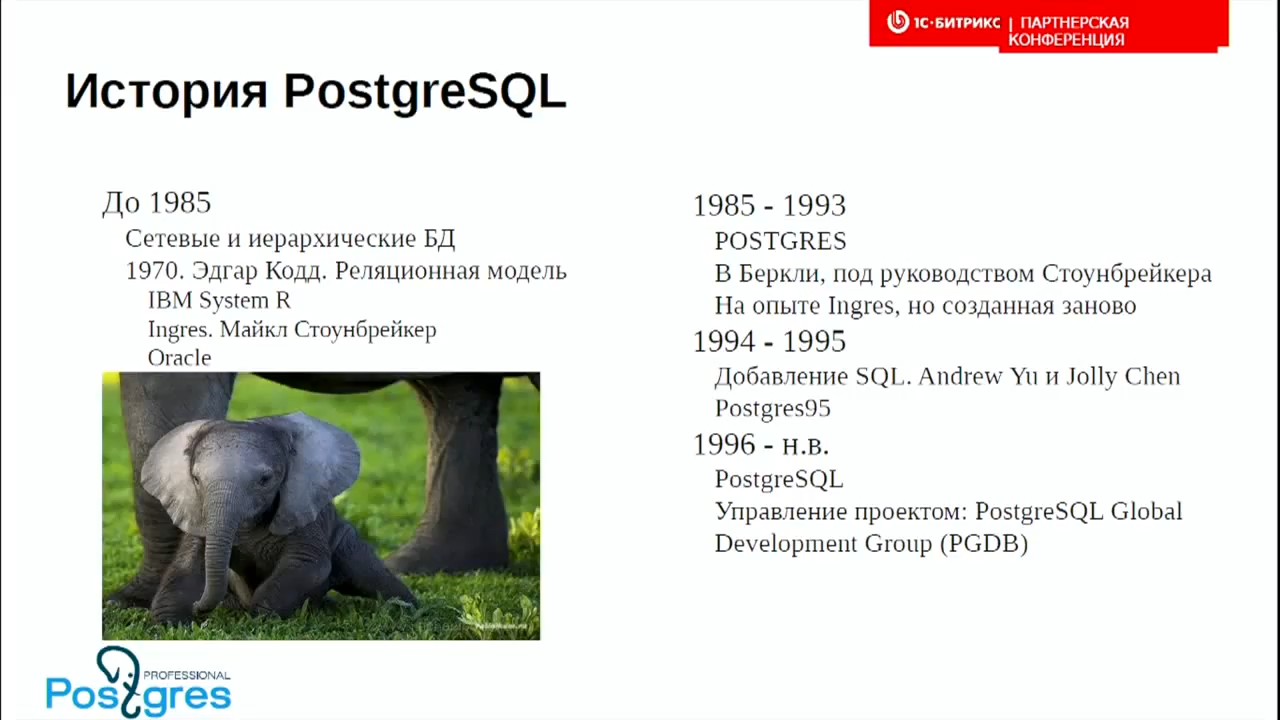 1С·БИТРИКС | ПАРТНЕРСКАЯ
КОНФЕРЕНЦИЯ
История PostgreSQL
До 1985
Сетевые и иерархические БД
1970. Эдгар Кодд. Реляционная модель
IBM System R
Ingres. Майкл Стоунбрейкер
Oracle
1985 - 1993
POSTGRES
В Беркли, под руководством Стоунбрейкера
На опыте Ingres, но созданная заново
1994 - 1995
Добавление SQL. Andrew Yu и Jolly Chen
Postgres95
1996 - н.в.
PostgreSQL
Управление проектом: PostgreSQL Global
Development Group (PGDB)
PROFESSIONAL
Postgres